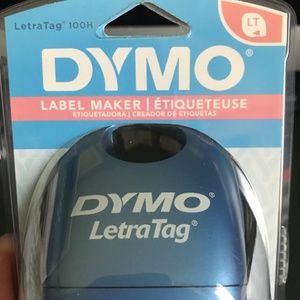 LetraTag® 100H
LT
DYMO®
LABEL MAKER | ÉTIQUETEUSE
ETIQUETADORA | CREADOR DE ETIQUETAS
DYMO
LetraTag®